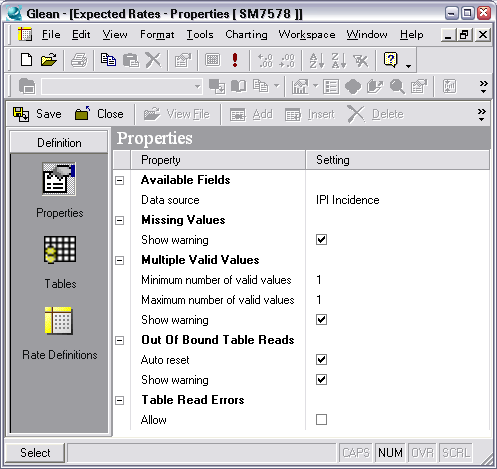 Glean - [Expected Rates - Properties [ SM7578 ]]
File Edit View Format Tools Charting Workspace Window Help
Save Close View File Add Insert Delete
Definition
Properties
Tables
Rate Definitions
Properties
Property Setting
Available Fields
Data source IPI Incidence
Missing Values
Show warning
Multiple Valid Values
Minimum number of valid values 1
Maximum number of valid values 1
Show warning
Out Of Bound Table Reads
Auto reset
Show warning
Table Read Errors
Allow
Select CAPS NUM OVR SCRL